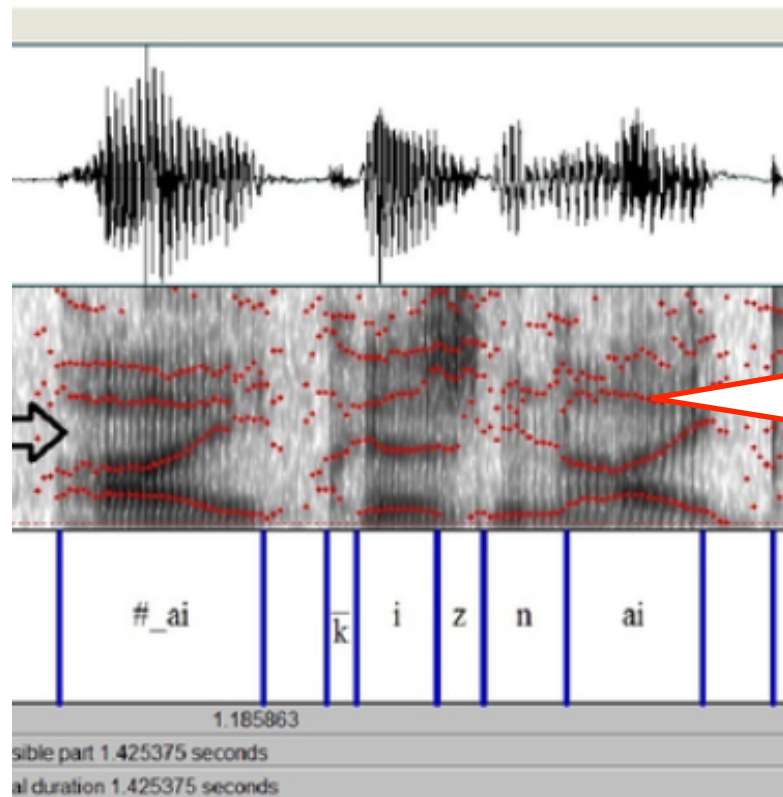 #_ai k̅ i z n ai
1.185863
sible part 1.425375 seconds
al duration 1.425375 seconds